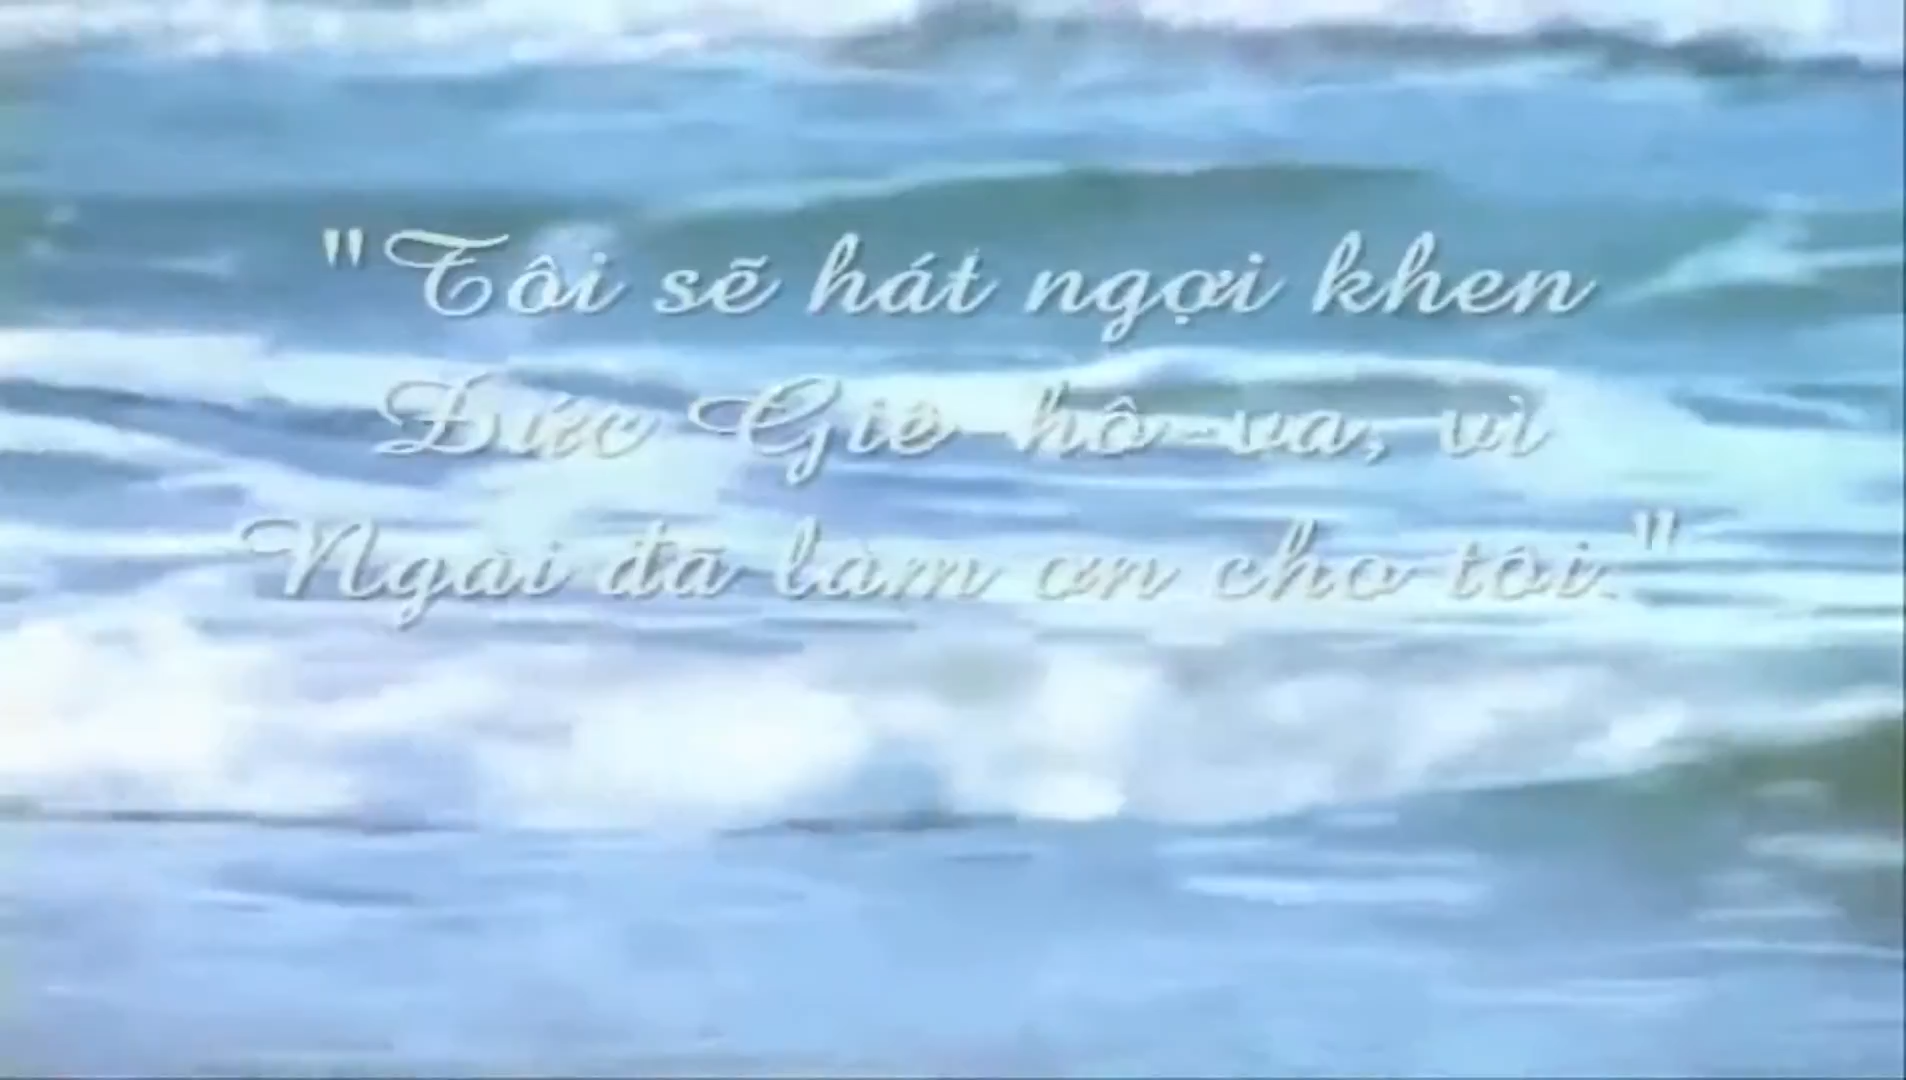 "Tôi sẽ hát ngợi khen
Đức Giê-hô-va, vì
Ngài đã làm ơn cho tôi."